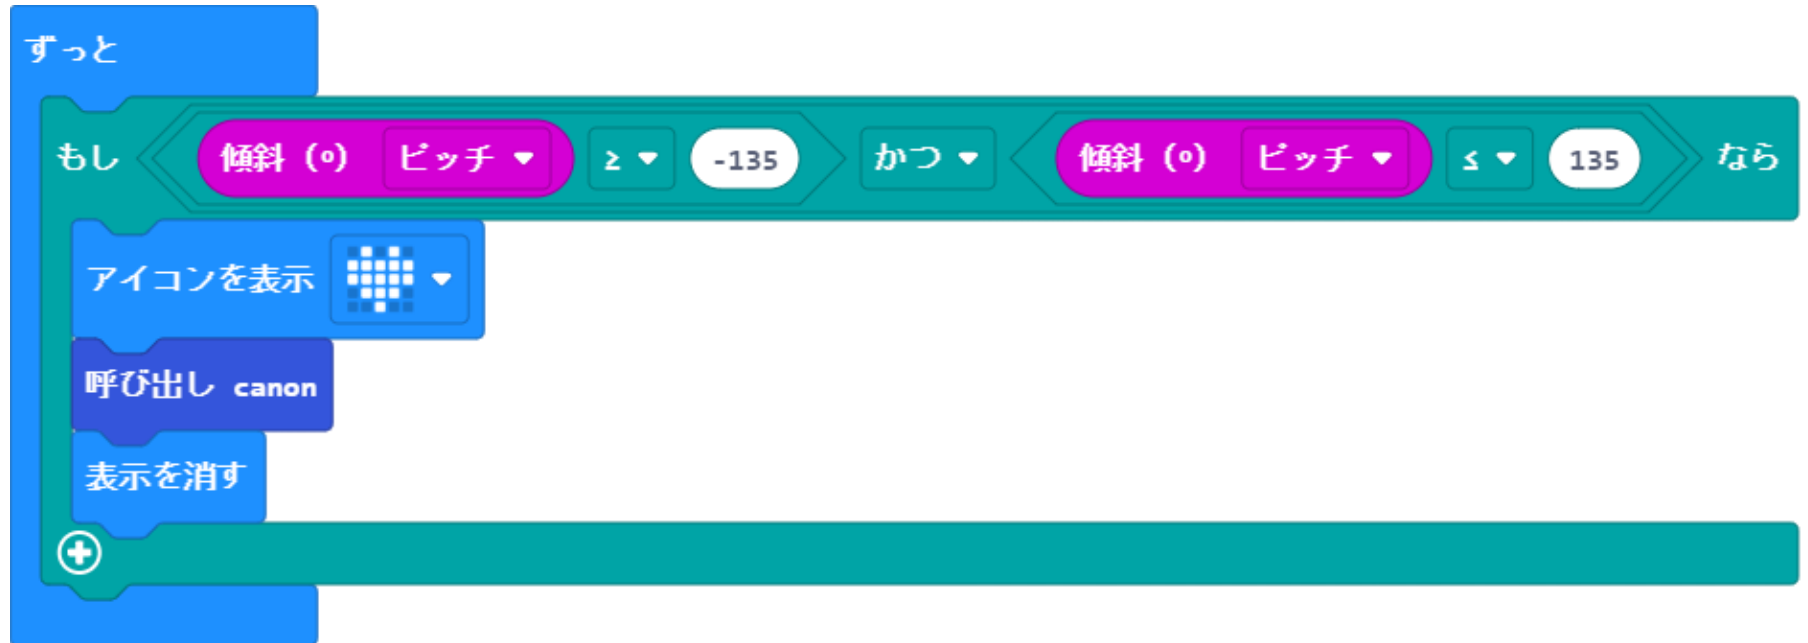 ずっと
もし 傾斜 (°) ピッチ ≥ -135 かつ 傾斜 (°) ピッチ ≤ 135 なら
アイコンを表示
呼び出し canon
表示を消す